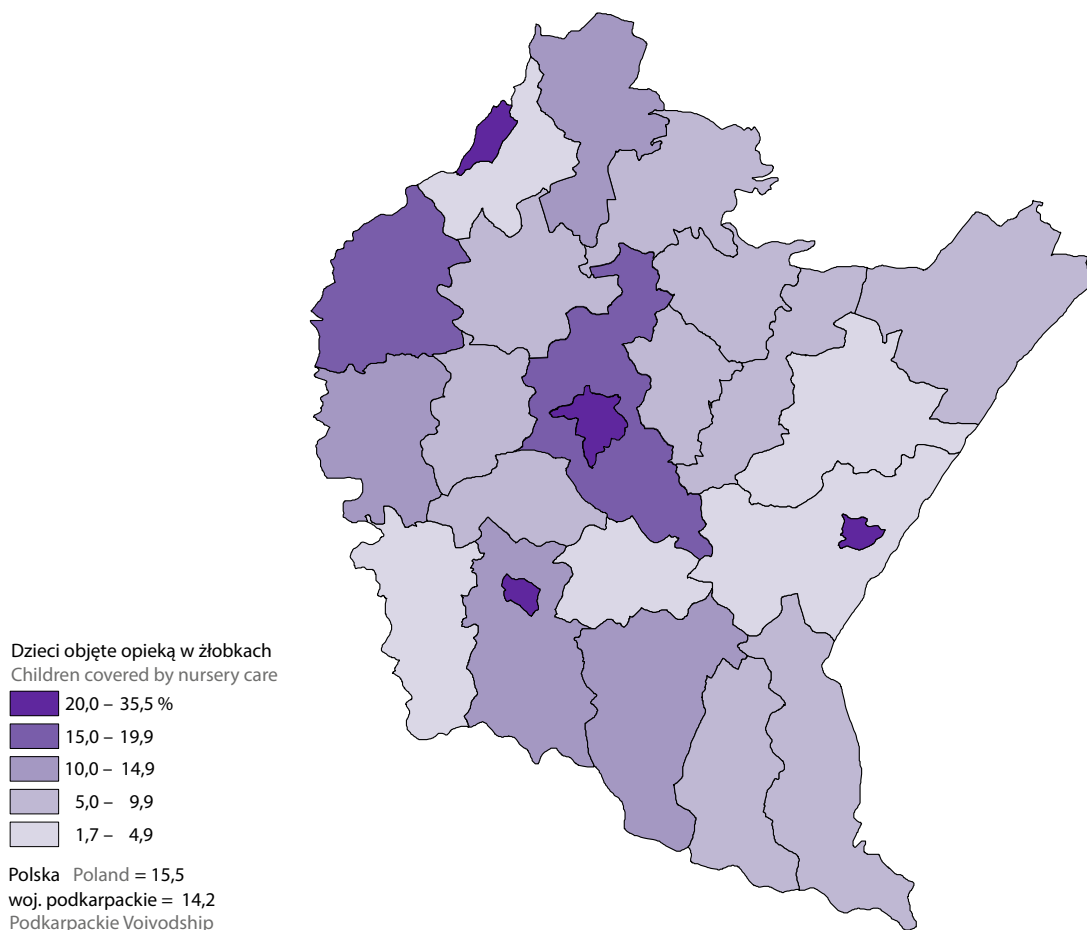 Dzieci objęte opieką w żłobkach
Children covered by nursery care
20,0 – 35,5 %
15,0 – 19,9
10,0 – 14,9
5,0 – 9,9
1,7 – 4,9
Polska Poland = 15,5
woj. podkarpackie = 14,2
Podkarpackie Voivodship